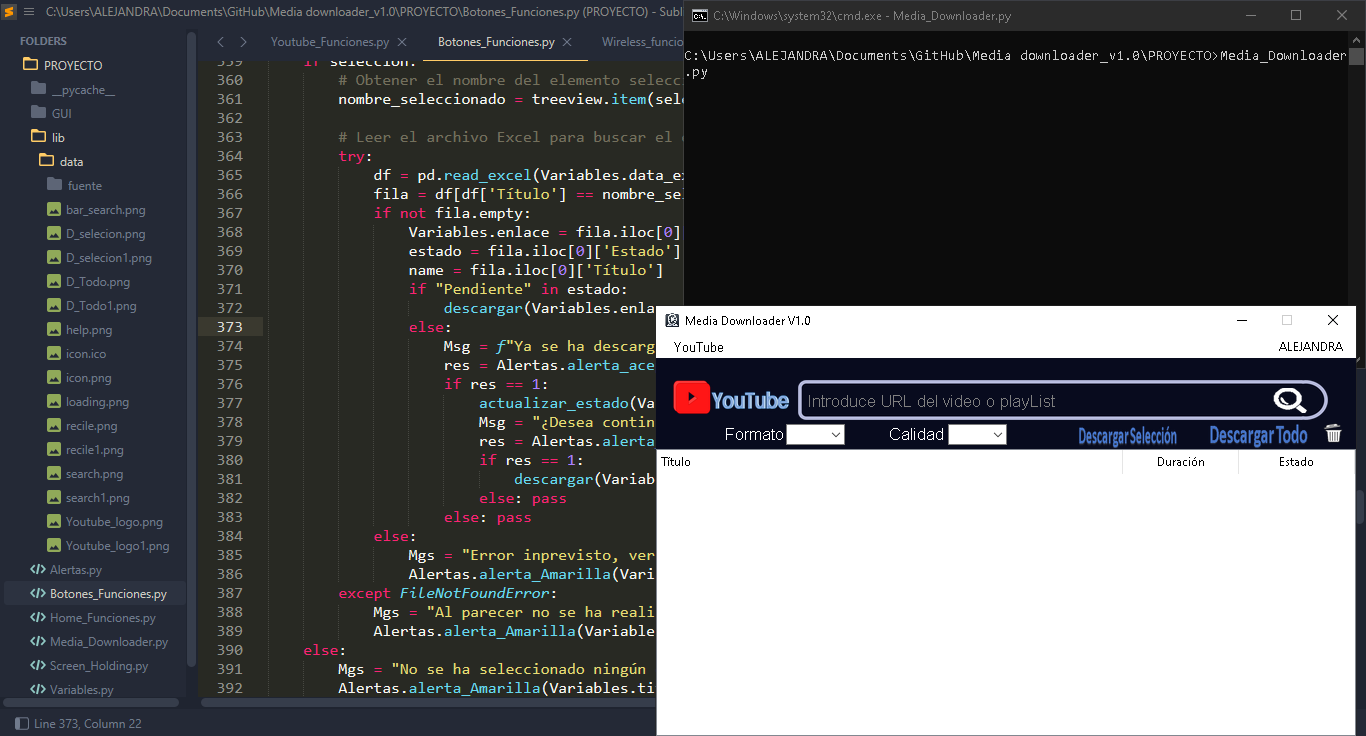 C:\Users\ALEJANDRA\Documents\GitHub\Media downloader_v1.0\PROYECTO\Botones_Funciones.py (PROYECTO) - Subl
FOLDERS
PROYECTO
__pycache__
GUI
lib
data
fuente
bar_search.png
D_selecion.png
D_selecion1.png
D_Todo.png
D_Todo1.png
help.png
icon.ico
icon.png
loading.png
recile.png
recile1.png
search.png
search1.png
Youtube_logo.png
Youtube_logo1.png
Alertas.py
Botones_Funciones.py
Home_Funciones.py
Media_Downloader.py
Screen_Holding.py
Variables.py
Line 373, Column 22
Youtube_Funciones.py
Botones_Funciones.py
Wireless_funcio
359 if seleccion:
360 # Obtener el nombre del elemento selecci
361 nombre_seleccionado = treeview.item(sele
362
363 # Leer el archivo Excel para buscar el e
364 try:
365 df = pd.read_excel(Variables.data_ex
366 fila = df[df['Título'] == nombre_sel
367 if not fila.empty:
368 Variables.enlace = fila.iloc[0]
369 estado = fila.iloc[0]['Estado']
370 name = fila.iloc[0]['Título']
371 if "Pendiente" in estado:
372 descargar(Variables.enla
373 else:
374 Msg = f"Ya se ha descarg
375 res = Alertas.alerta_ace
376 if res == 1:
377 actualizar_estado(Va
378 Msg = "¿Desea contin
379 res = Alertas.alerta
380 if res == 1:
381 descargar(Variab
382 else: pass
383 else: pass
384 else:
385 Mgs = "Error inprevisto, ver
386 Alertas.alerta_Amarilla(Vari
387 except FileNotFoundError:
388 Mgs = "Al parecer no se ha reali
389 Alertas.alerta_Amarilla(Variable
390 else:
391 Mgs = "No se ha seleccionado ningún
392 Alertas.alerta_Amarilla(Variables.ti
C:\Windows\system32\cmd.exe - Media_Downloader.py
C:\Users\ALEJANDRA\Documents\GitHub\Media downloader_v1.0\PROYECTO>Media_Downloader
.py
Media Downloader V1.0
YouTube
ALEJANDRA
YouTube
Introduce URL del video o playList
Formato
Calidad
Descargar Selección
Descargar Todo
Título
Duración
Estado